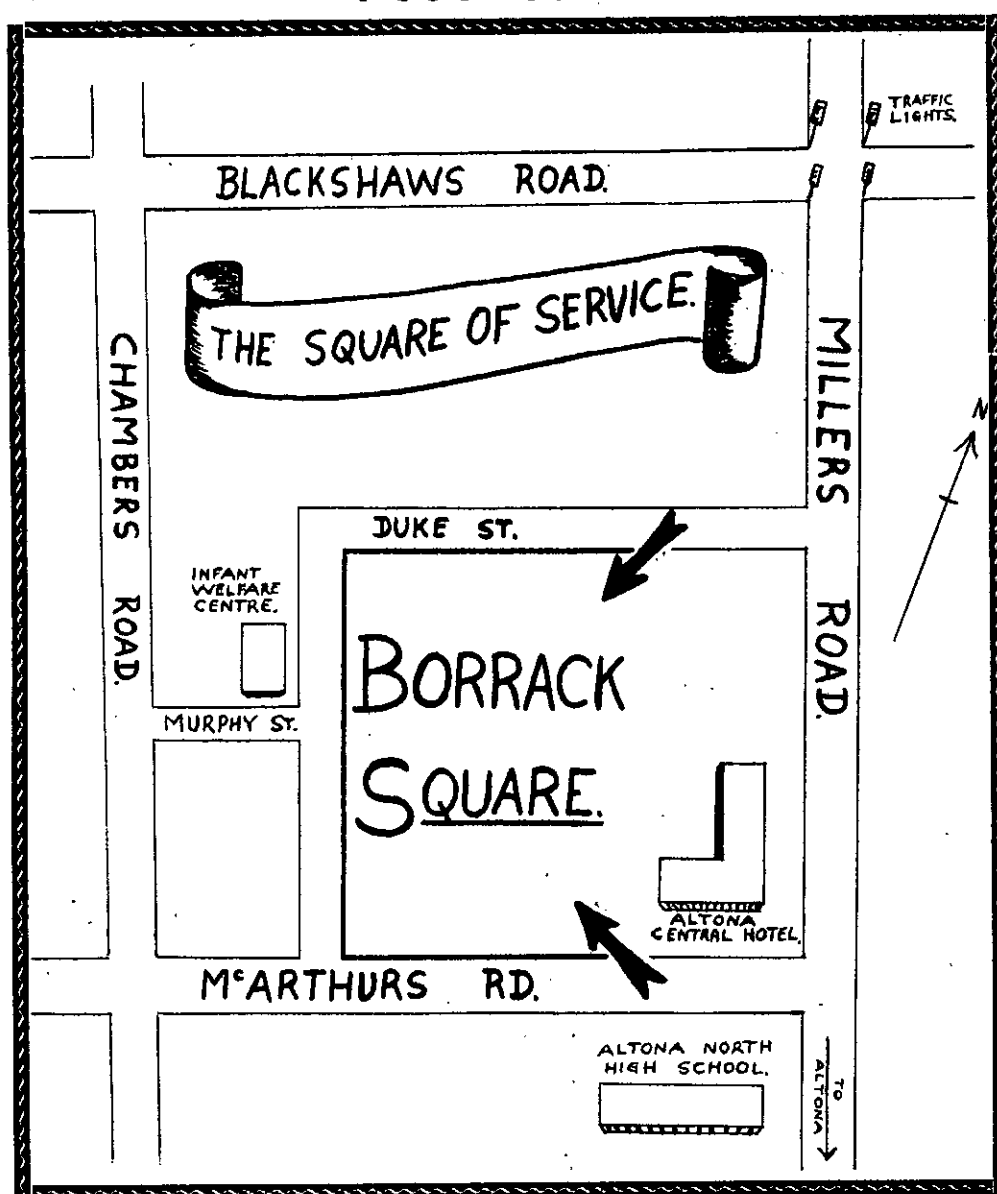 TRAFFIC
LIGHTS.
BLACKSHAWS ROAD.
THE SQUARE OF SERVICE.
CHAMBERS ROAD.
MILLERS ROAD.
N
DUKE ST.
INFANT
WELFARE
CENTRE.
BORRACK
SQUARE.
MURPHY ST.
ALTONA
CENTRAL HOTEL.
McARTHURS RD.
ALTONA NORTH
HIGH SCHOOL.
TO
ALTONA